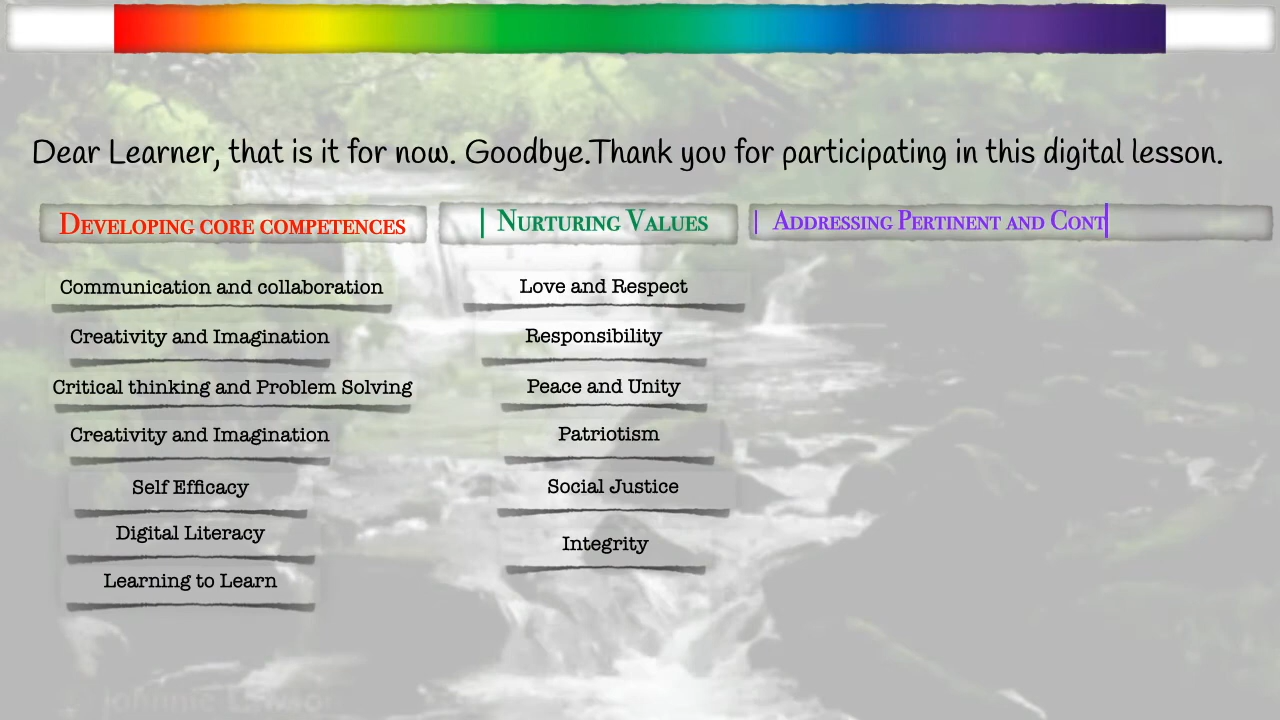 Dear Learner, that is it for now. Goodbye.Thank you for participating in this digital lesson.
Developing core competences
| Nurturing Values
| Addressing Pertinent and Cont
Communication and collaboration
Creativity and Imagination
Critical thinking and Problem Solving
Creativity and Imagination
Self Efficacy
Digital Literacy
Learning to Learn
Love and Respect
Responsibility
Peace and Unity
Patriotism
Social Justice
Integrity